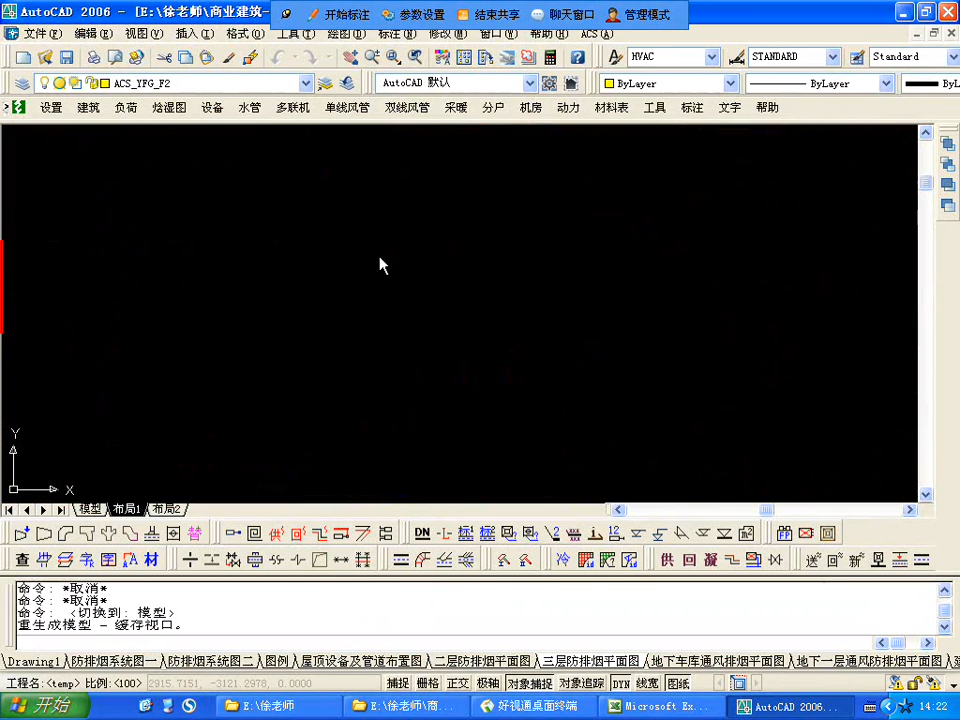 AutoCAD 2006 - [E:\徐老师\商业建筑-
开始标注 参数设置 结束共享 聊天窗口 管理模式
文件(F) 编辑(E) 视图(V) 插入(I) 格式(O) 工具(T) 绘图(D) 标注(N) 修改(M) 窗口(W) 帮助(H) ACS(A)
HVAC STANDARD Standard
ACS_YFG_F2 AutoCAD 默认 ByLayer ByLayer ByL
设置 建筑 负荷 焓湿图 设备 水管 多联机 单线风管 双线风管 采暖 分户 机房 动力 材料表 工具 标注 文字 帮助
Y
X
模型 布局1 布局2
命令: *取消*
命令: *取消*
命令: <切换到: 模型>
重生成模型 - 缓存视口。
Drawing1 防排烟系统图一 防排烟系统图二 图例 屋顶设备及管道布置图 二层防排烟平面图 三层防排烟平面图 地下车库通风排烟平面图 地下一层通风防排烟平面图
工程名:<temp> 比例:<100> 2915.7151, -3121.2978, 0.0000 捕捉 栅格 正交 极轴 对象捕捉 对象追踪 DYN 线宽 图纸
开始 E:\徐老师 E:\徐老师\商... 好视通桌面终端 Microsoft Ex... AutoCAD 2006... 14:22